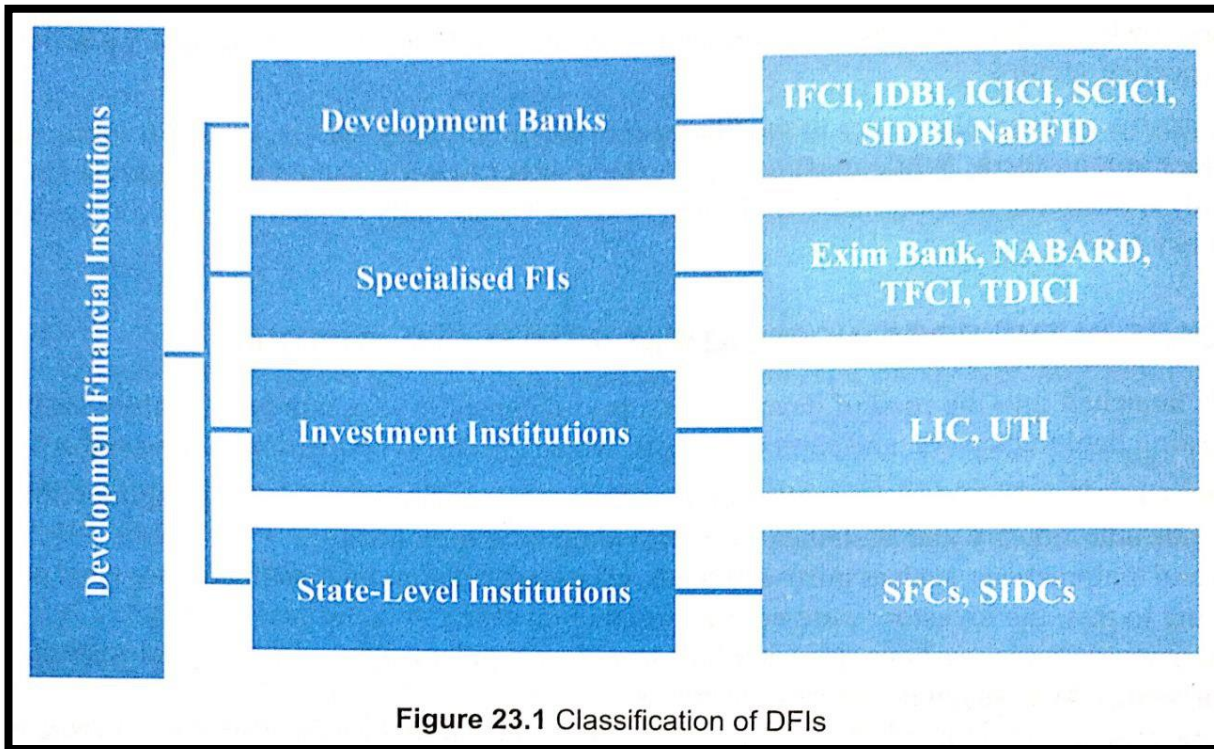 Development Financial Institutions
Development Banks
IFCI, IDBI, ICICI, SCICI,
SIDBI, NaBFID
Specialised FIs
Exim Bank, NABARD,
TFCI, TDICI
Investment Institutions
LIC, UTI
State-Level Institutions
SFCs, SIDCs
Figure 23.1 Classification of DFIs